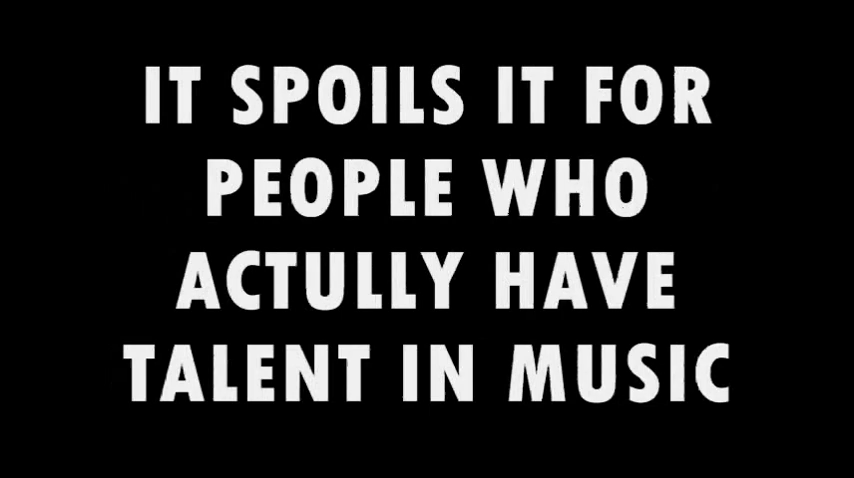 IT SPOILS IT FOR
PEOPLE WHO
ACTULLY HAVE
TALENT IN MUSIC